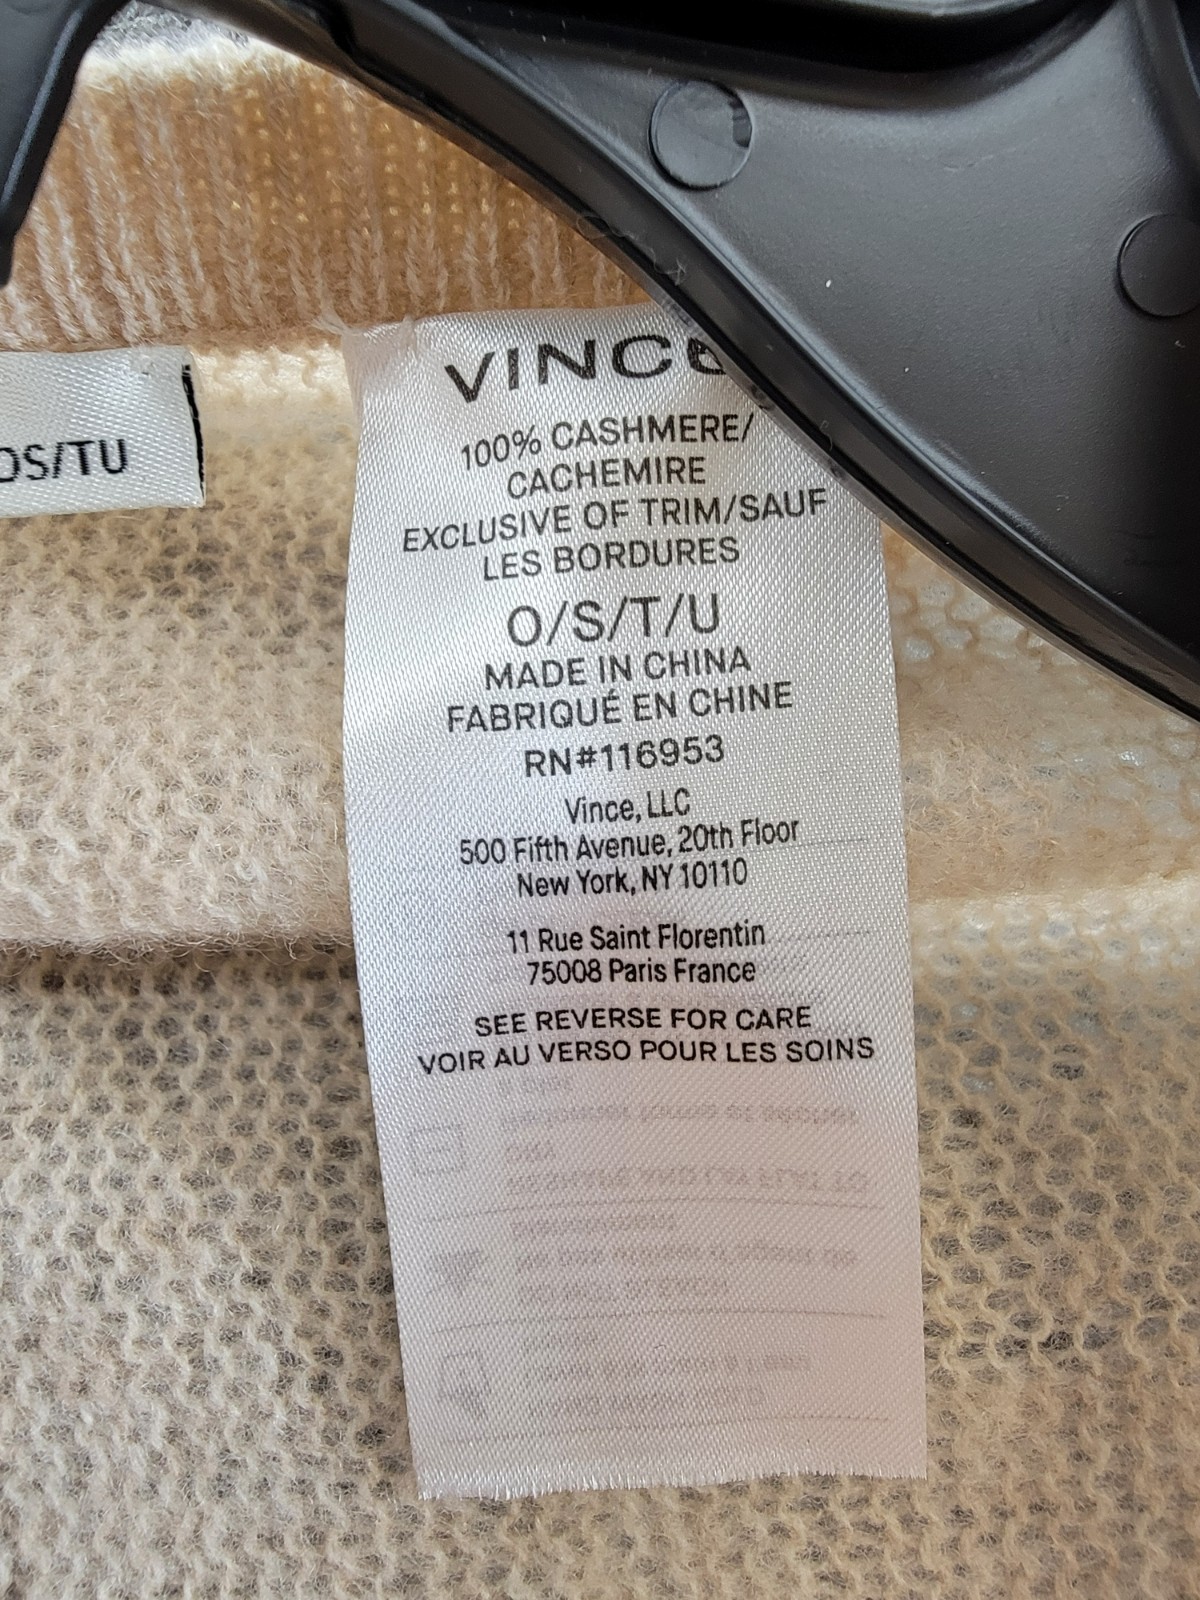 VINCE
100% CASHMERE/
CACHEMIRE
EXCLUSIVE OF TRIM/SAUF
LES BORDURES
O/S/T/U
MADE IN CHINA
FABRIQUÉ EN CHINE
RN#116953
Vince, LLC
500 Fifth Avenue, 20th Floor
New York, NY 10110
11 Rue Saint Florentin
75008 Paris France
SEE REVERSE FOR CARE
VOIR AU VERSO POUR LES SOINS
OS/TU